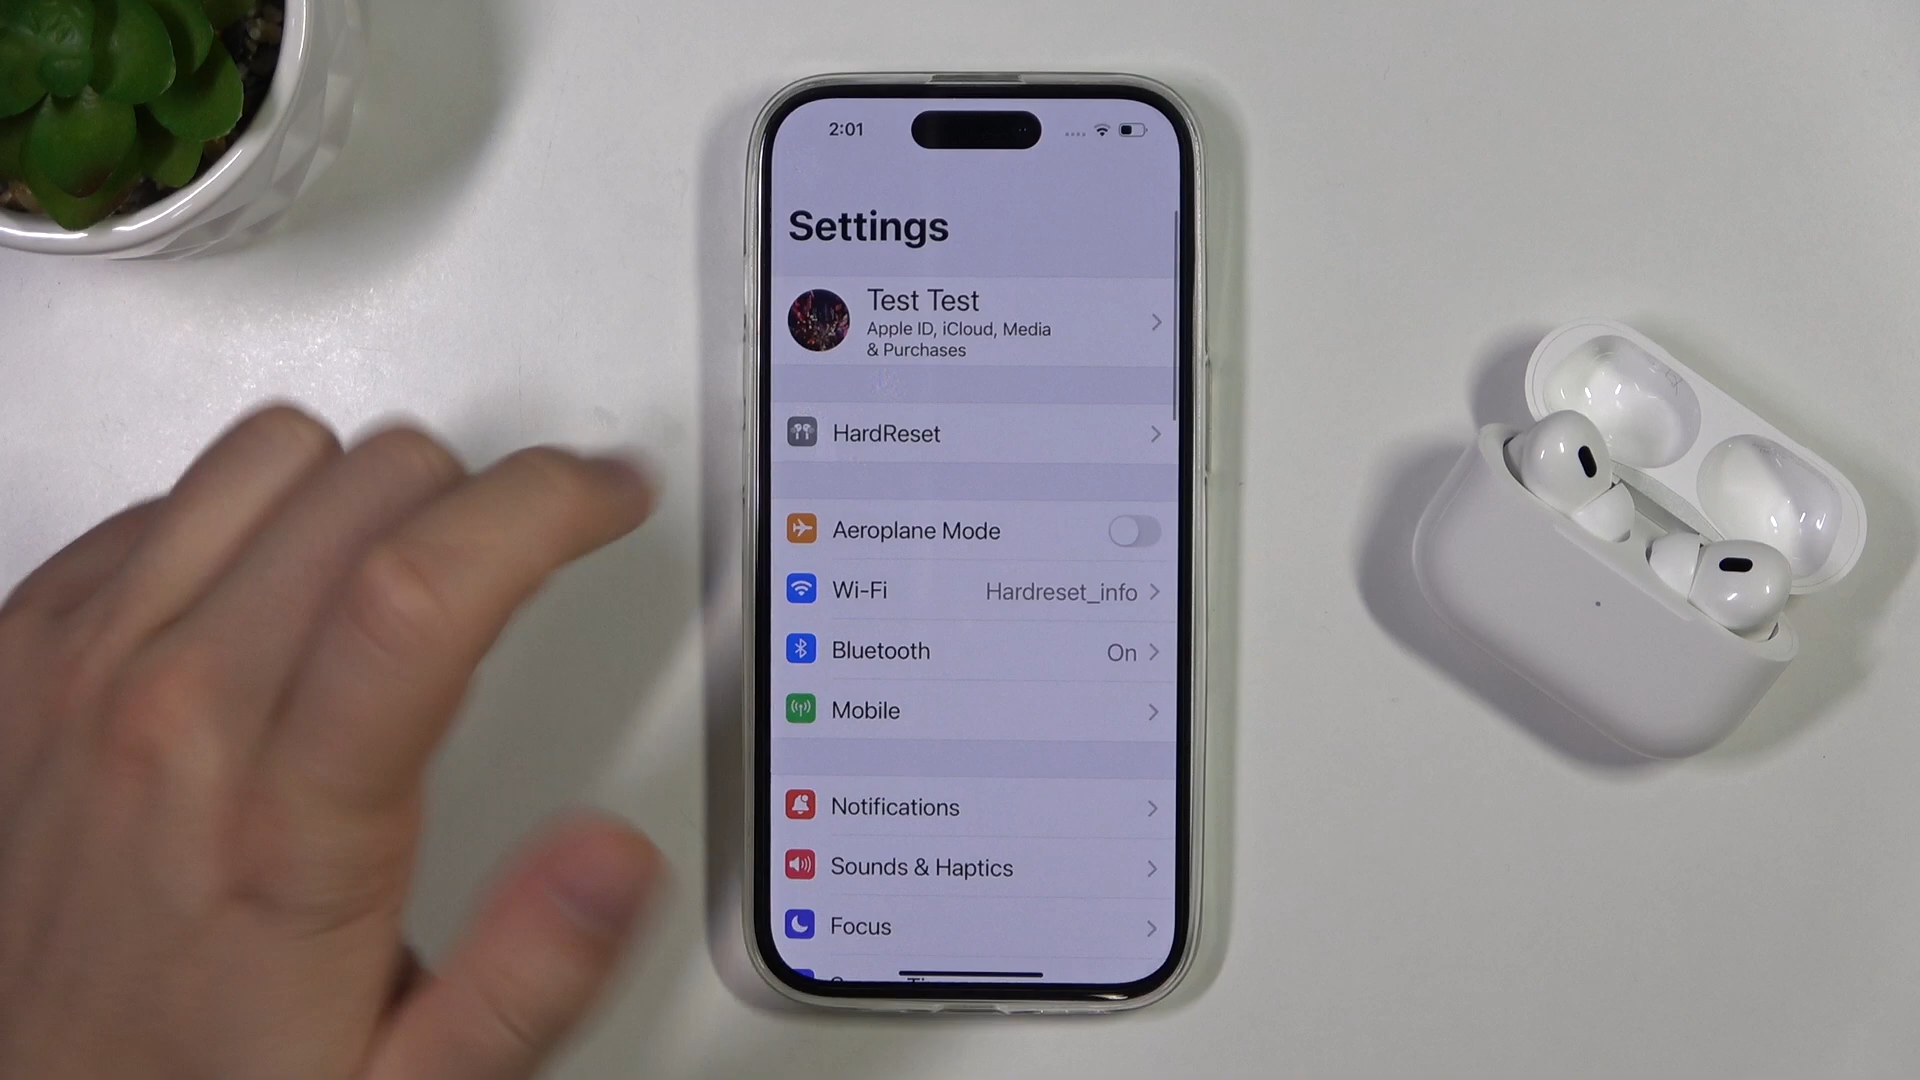 2:01
Settings
Test Test
Apple ID, iCloud, Media
& Purchases
HardReset
Aeroplane Mode
Wi-Fi
Hardreset_info
Bluetooth
On
Mobile
Notifications
Sounds & Haptics
Focus